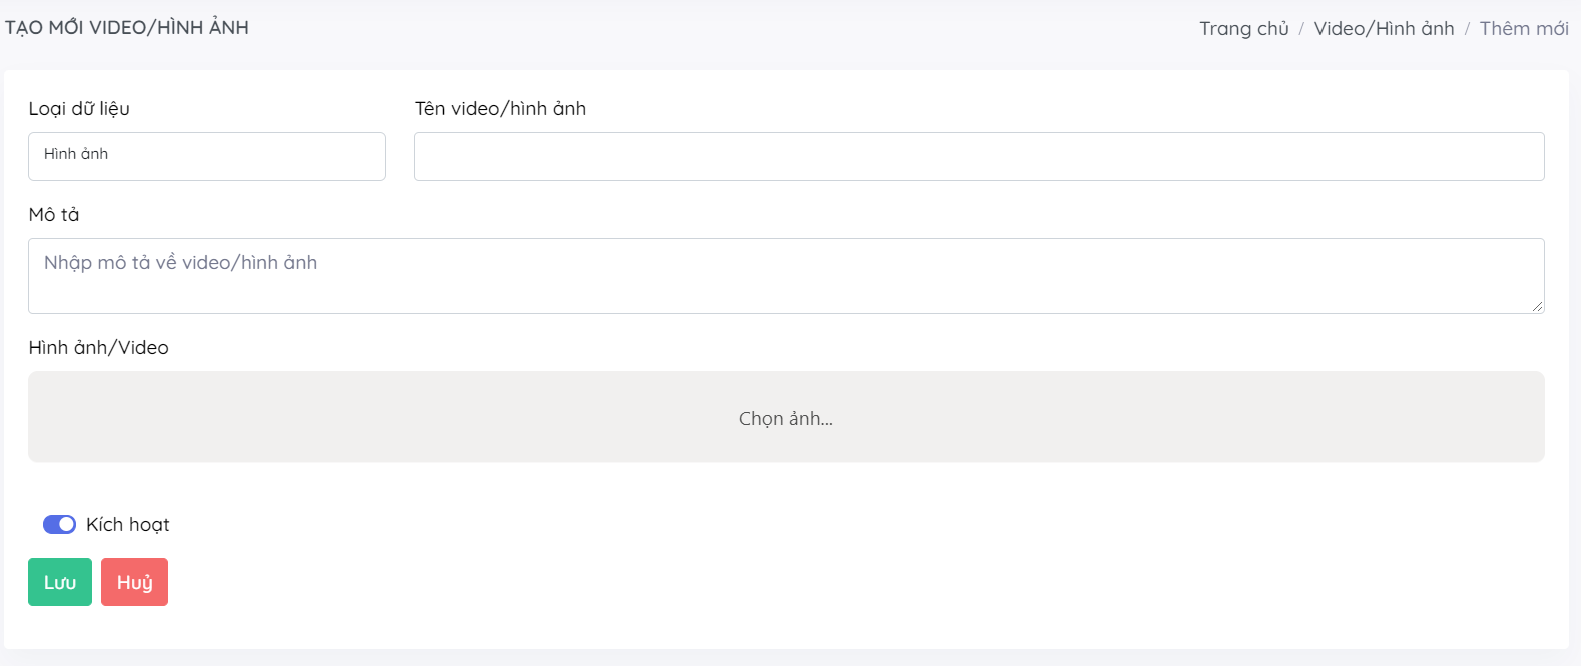 TẠO MỚI VIDEO/HÌNH ẢNH
Trang chủ / Video/Hình ảnh / Thêm mới
Loại dữ liệu
Tên video/hình ảnh
Hình ảnh
Mô tả
Nhập mô tả về video/hình ảnh
Hình ảnh/Video
Chọn ảnh...
Kích hoạt
Lưu
Huỷ